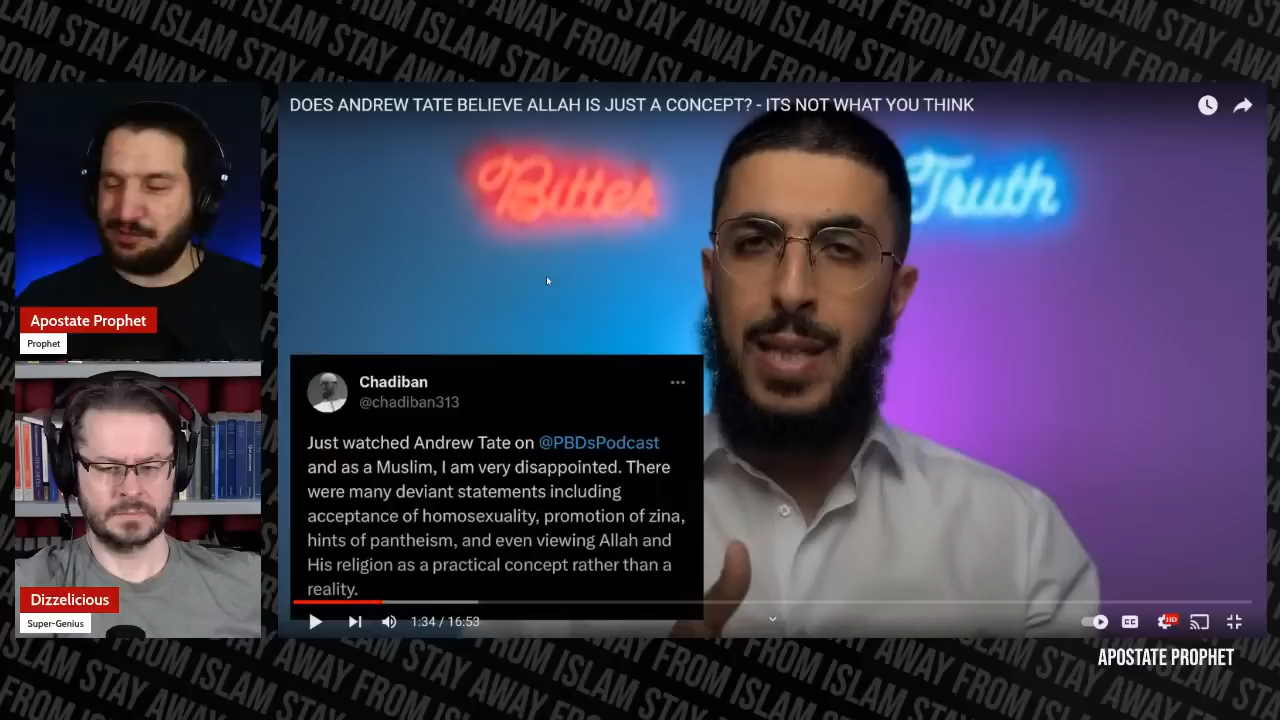 DOES ANDREW TATE BELIEVE ALLAH IS JUST A CONCEPT? - ITS NOT WHAT YOU THINK
Bitter Truth
Apostate Prophet
Prophet
Dizzelicious
Super-Genius
Chadiban
@chadiban313
Just watched Andrew Tate on @PBDsPodcast
and as a Muslim, I am very disappointed. There
were many deviant statements including
acceptance of homosexuality, promotion of zina,
hints of pantheism, and even viewing Allah and
His religion as a practical concept rather than a
reality.
1:34 / 16:53
CC
HD
APOSTATE PROPHET
STAY AWAY FROM ISLAM